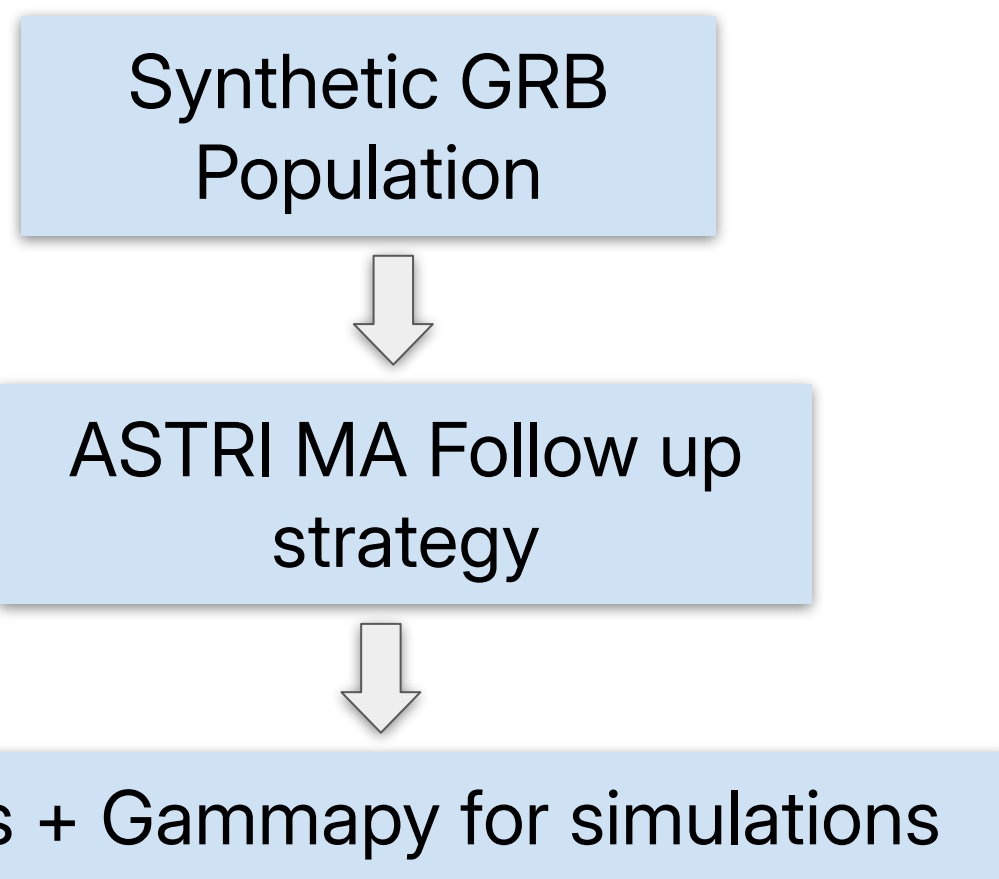 Synthetic GRB
Population
ASTRI MA Follow up
strategy
+ Gammapy for simulations